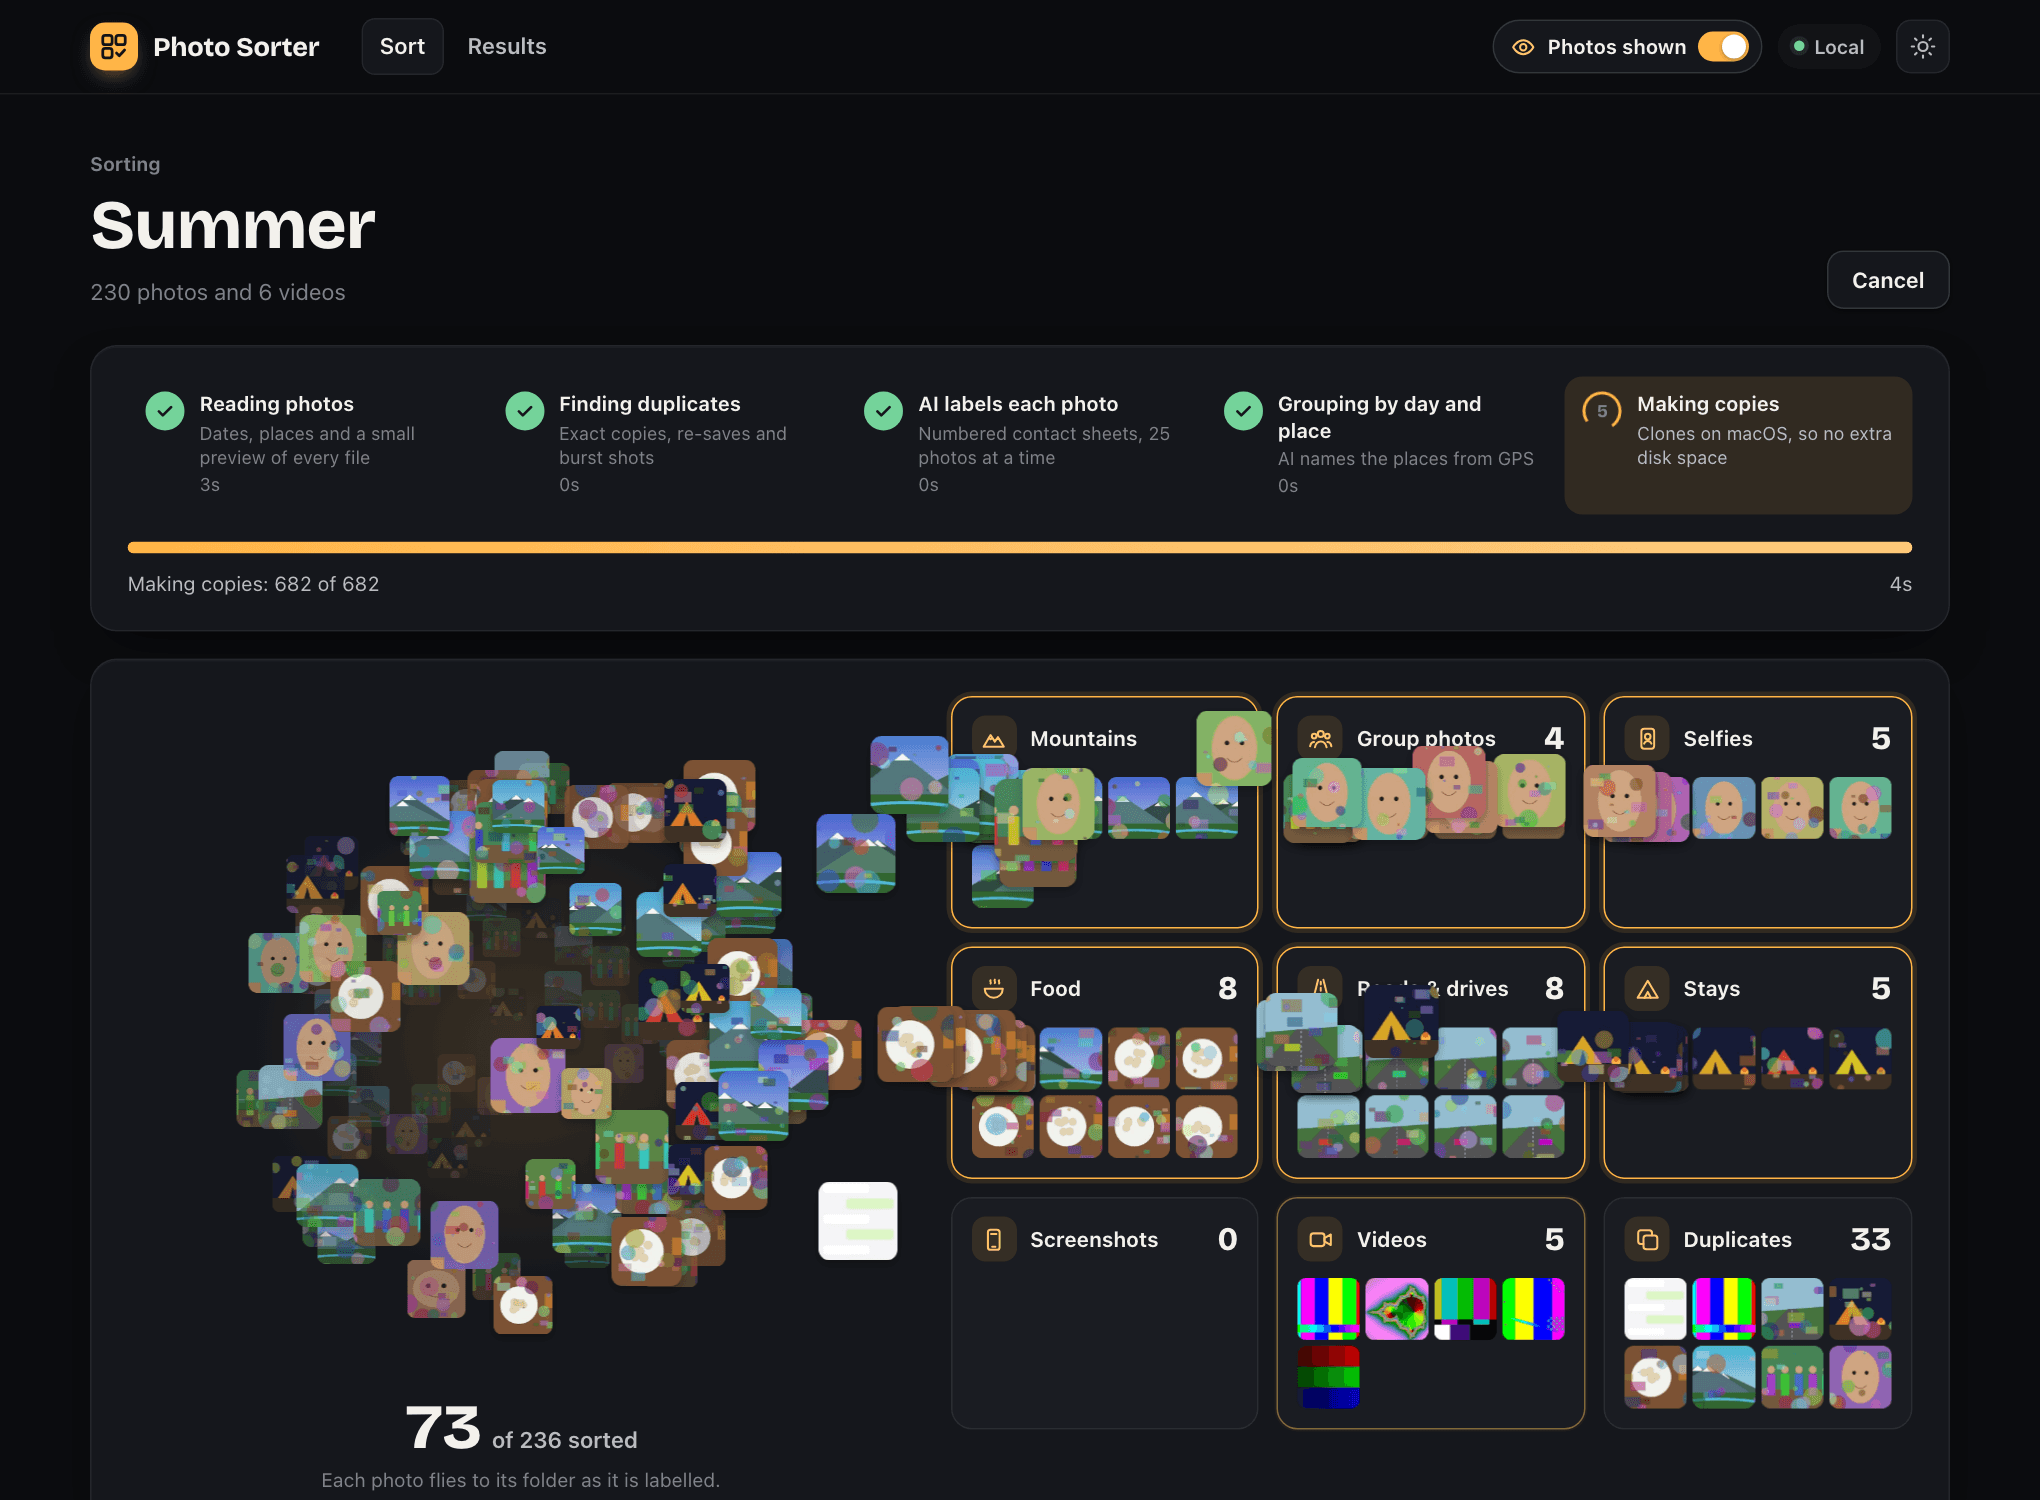 Photo Sorter
Sort
Results
Photos shown
Local
Sorting
Summer
230 photos and 6 videos
Cancel
Reading photos
Dates, places and a small
preview of every file
3s
Finding duplicates
Exact copies, re-saves and
burst shots
0s
AI labels each photo
Numbered contact sheets, 25
photos at a time
0s
Grouping by day and
place
AI names the places from GPS
0s
5
Making copies
Clones on macOS, so no extra
disk space
Making copies: 682 of 682
4s
Mountains
Group photos
4
Selfies
5
Food
8
& drives
8
Stays
5
Screenshots
0
Videos
5
Duplicates
33
73 of 236 sorted
Each photo flies to its folder as it is labelled.